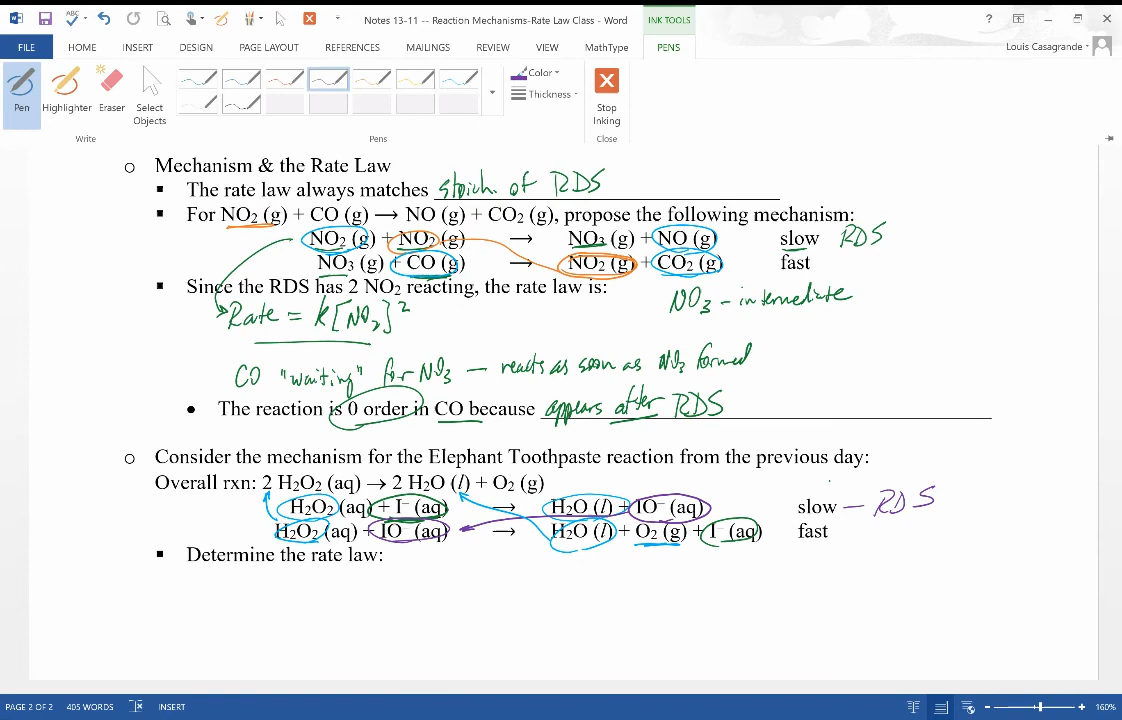 Notes 13-11 -- Reaction Mechanisms-Rate Law Class - Word
INK TOOLS
?
FILE
HOME
INSERT
DESIGN
PAGE LAYOUT
REFERENCES
MAILINGS
REVIEW
VIEW
MathType
PENS
Louis Casagrande
Pen
Highlighter
Eraser
Select Objects
Color
Thickness
Stop Inking
Write
Pens
Close
o Mechanism & the Rate Law
▪ The rate law always matches stoich. of RDS
▪ For NO₂ (g) + CO (g) → NO (g) + CO₂ (g), propose the following mechanism:
NO₂ (g) + NO₂ (g) → NO₃ (g) + NO (g) slow RDS
NO₃ (g) + CO (g) → NO₂ (g) + CO₂ (g) fast
▪ Since the RDS has 2 NO₂ reacting, the rate law is:
NO₃ - intermediate
Rate = k[NO₂]²
CO "waiting" for NO₃ — reacts as soon as NO₃ formed
• The reaction is 0 order in CO because appears after RDS
o Consider the mechanism for the Elephant Toothpaste reaction from the previous day:
Overall rxn: 2 H₂O₂ (aq) → 2 H₂O (l) + O₂ (g)
H₂O₂ (aq) + I⁻ (aq) → H₂O (l) + IO⁻ (aq) slow — RDS
H₂O₂ (aq) + IO⁻ (aq) → H₂O (l) + O₂ (g) + I⁻ (aq) fast
▪ Determine the rate law:
PAGE 2 OF 2
405 WORDS
INSERT
160%